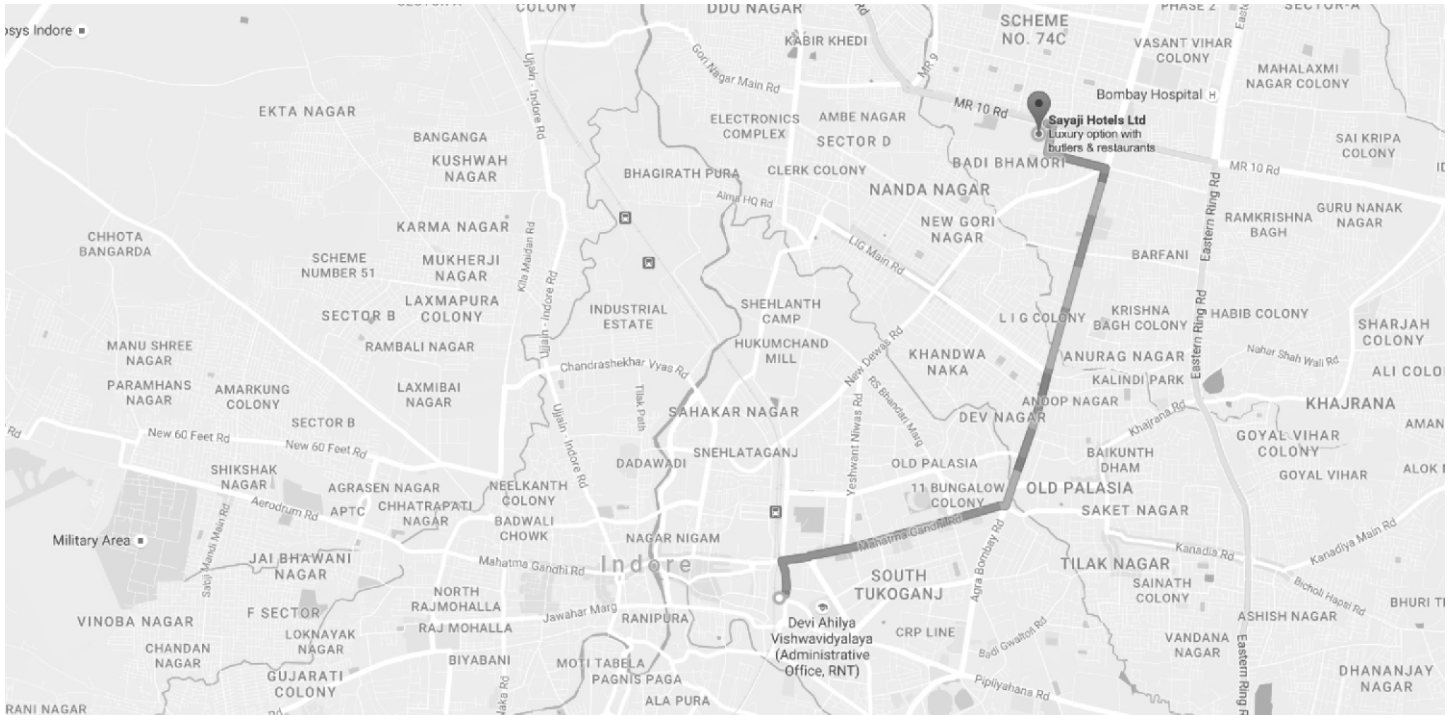 COLONY
DDU NAGAR
SCHEME
NO. 74C
PHASE 2
SECTOR-A
Infosys Indore
KABIR KHEDI
VASANT VIHAR
COLONY
Gori Nagar Main Rd
MR 9
MAHALAXMI
NAGAR COLONY
Bombay Hospital
H
EKTA NAGAR
Ujjain - Indore Rd
ELECTRONICS
COMPLEX
AMBE NAGAR
MR 10 Rd
Sayaji Hotels Ltd
Luxury option with
butlers & restaurants
BANGANGA
SECTOR D
SAI KRIPA
COLONY
KUSHWAH
NAGAR
BHAGIRATH PURA
CLERK COLONY
BADI BHAMORI
MR 10 Rd
NANDA NAGAR
Alma HQ Rd
Eastern Ring Rd
GURU NANAK
NAGAR
KARMA NAGAR
NEW GORI
NAGAR
RAMKRISHNA
BAGH
CHHOTA
BANGARDA
LIG Main Rd
SCHEME
NUMBER 51
MUKHERJI
NAGAR
Killa Maidan Rd
BARFANI
Ujjain - Indore Rd
SECTOR B
LAXMAPURA
COLONY
INDUSTRIAL
ESTATE
SHEHLANTH
CAMP
L I G COLONY
KRISHNA
BAGH COLONY
HABIB COLONY
Eastern Ring Rd
SHARJAH
COLONY
MANU SHREE
NAGAR
RAMBALI NAGAR
HUKUMCHAND
MILL
New Dewas Rd
KHANDWA
NAKA
ANURAG NAGAR
Nahar Shah Wali Rd
Chandrashekhar Vyas Rd
KALINDI PARK
ALI COLO
PARAMHANS
NAGAR
AMARKUNG
COLONY
LAXMIBAI
NAGAR
Tilak Path
RS Bhandari Marg
ANOOP NAGAR
KHAJRANA
SAHAKAR NAGAR
DEV NAGAR
Khajrana Rd
SECTOR B
Ujjain - Indore Rd
Yeshwant Niwas Rd
Rd
New 60 Feet Rd
New 60 Feet Rd
SNEHLATAGANJ
GOYAL VIHAR
COLONY
AMAN
DADAWADI
OLD PALASIA
BAIKUNTH
DHAM
GOYAL VIHAR
SHIKSHAK
NAGAR
AGRASEN NAGAR
NEELKANTH
COLONY
11 BUNGALOW
COLONY
OLD PALASIA
Aerodrum Rd
APTC
CHHATRAPATI
NAGAR
SAKET NAGAR
BADWALI
CHOWK
Mahatma Gandhi Rd
Military Area
NAGAR NIGAM
Kanadia Rd
Kanadiya Main Rd
Sabji Mandi Main Rd
JAI BHAWANI
NAGAR
Mahatma Gandhi Rd
Indore
Agra Bombay Rd
TILAK NAGAR
SOUTH
TUKOGANJ
SAINATH
COLONY
Bicholi Hapsi Rd
NORTH
RAJMOHALLA
F SECTOR
Jawahar Marg
RANIPURA
Devi Ahilya
Vishwavidyalaya
(Administrative
Office, RNT)
ASHISH NAGAR
VINOBA NAGAR
RAJ MOHALLA
CRP LINE
LOKNAYAK
NAGAR
Badi Gwaltoli Rd
VANDANA
NAGAR
CHANDAN
NAGAR
BIYABANI
MOTI TABELA
PAGNIS PAGA
Eastern Ring Rd
GUJARATI
COLONY
Pipliyahana Rd
DHANANJAY
NAGAR
ALA PURA
RANI NAGAR